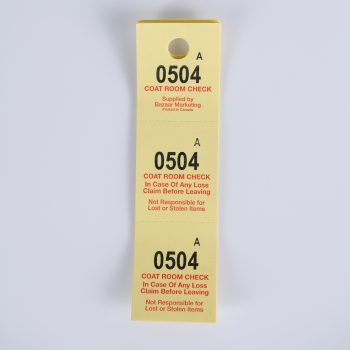 A
0504
COAT ROOM CHECK
Supplied by
Bazaar Marketing
Printed in Canada
A
0504
COAT ROOM CHECK
In Case Of Any Loss
Claim Before Leaving
Not Responsible for
Lost or Stolen Items
A
0504
COAT ROOM CHECK
In Case Of Any Loss
Claim Before Leaving
Not Responsible for
Lost or Stolen Items